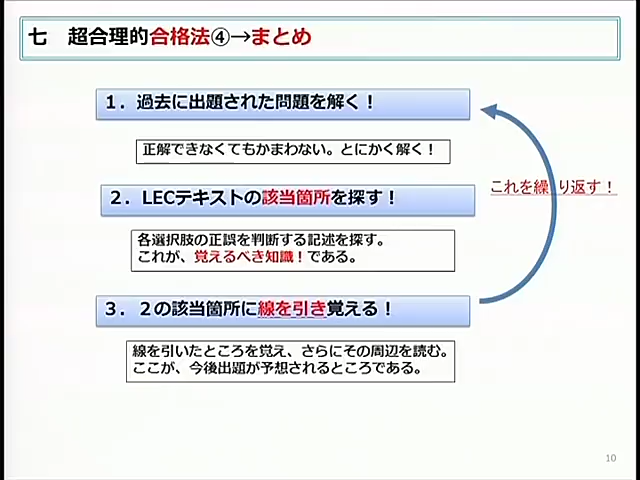 七　超合理的合格法④→まとめ
１．過去に出題された問題を解く！
正解できなくてもかまわない。とにかく解く！
２．LECテキストの該当箇所を探す！
これを繰り返す！
各選択肢の正誤を判断する記述を探す。
これが、覚えるべき知識！である。
３．２の該当箇所に線を引き覚える！
線を引いたところを覚え、さらにその周辺を読む。
ここが、今後出題が予想されるところである。
10